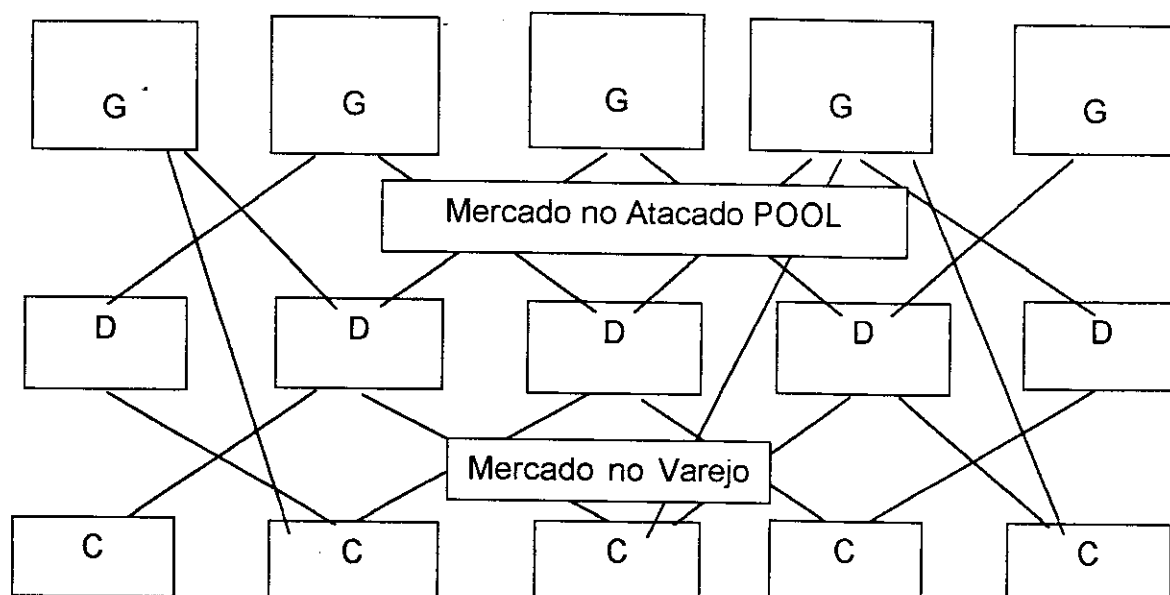 G G G G G
Mercado no Atacado POOL
D D D D D
Mercado no Varejo
C C C C C